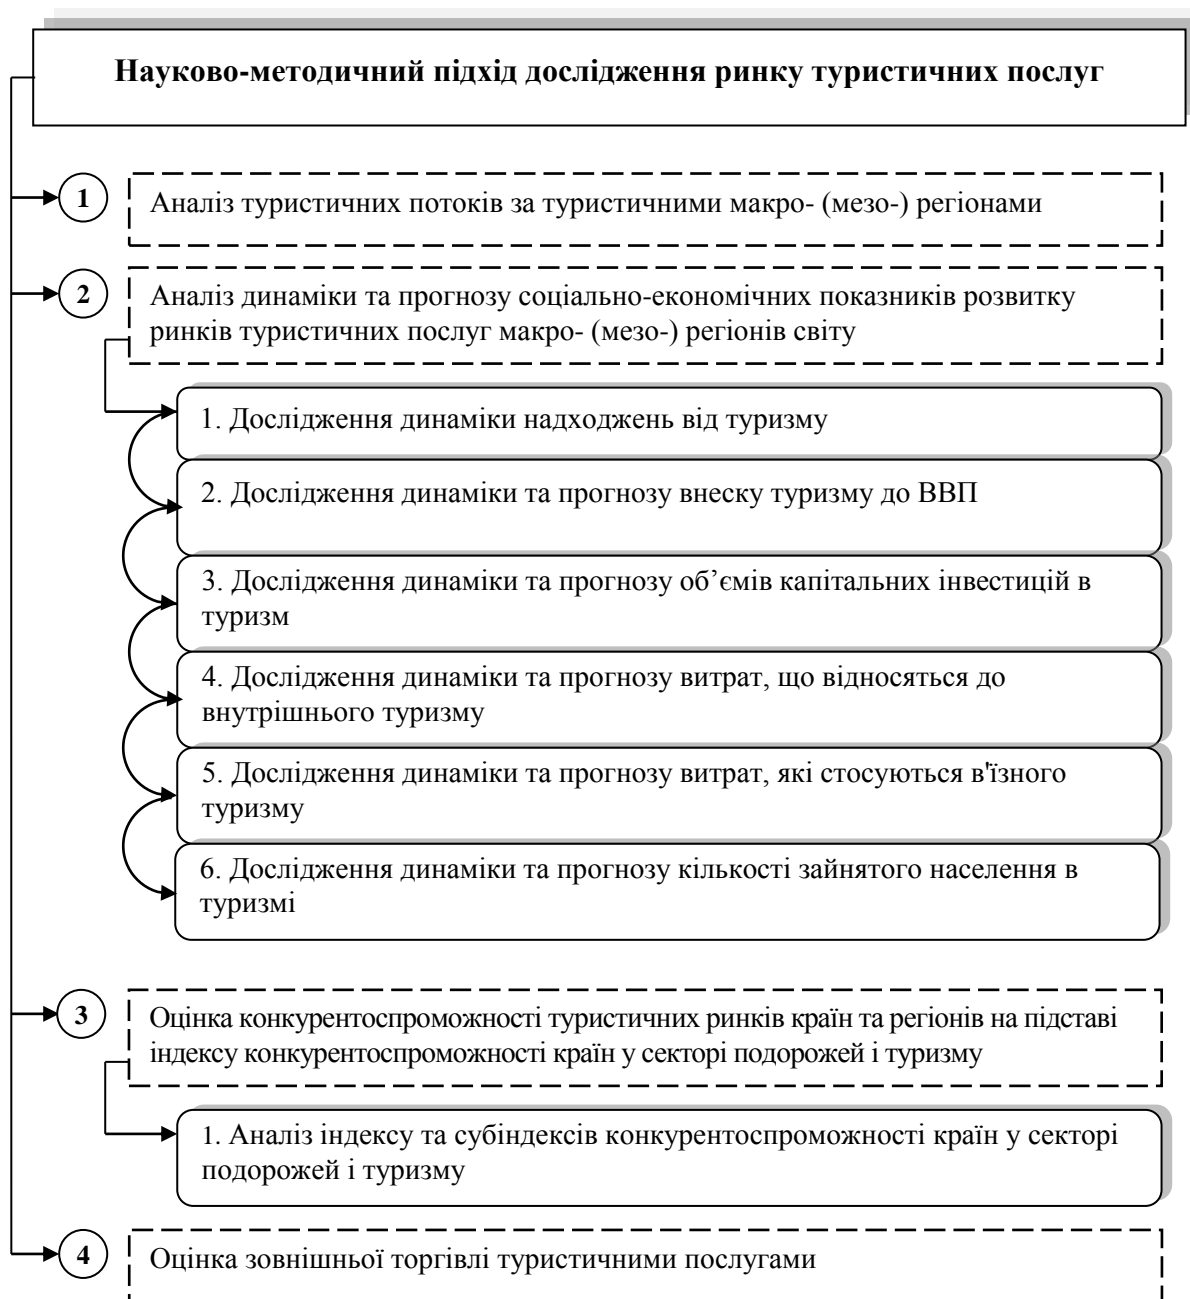 Науково-методичний підхід дослідження ринку туристичних послуг
1
Аналіз туристичних потоків за туристичними макро- (мезо-) регіонами
2
Аналіз динаміки та прогнозу соціально-економічних показників розвитку
ринків туристичних послуг макро- (мезо-) регіонів світу
1. Дослідження динаміки надходжень від туризму
2. Дослідження динаміки та прогнозу внеску туризму до ВВП
3. Дослідження динаміки та прогнозу об’ємів капітальних інвестицій в
туризм
4. Дослідження динаміки та прогнозу витрат, що відносяться до
внутрішнього туризму
5. Дослідження динаміки та прогнозу витрат, які стосуються в'їзного
туризму
6. Дослідження динаміки та прогнозу кількості зайнятого населення в
туризмі
3
Оцінка конкурентоспроможності туристичних ринків країн та регіонів на підставі
індексу конкурентоспроможності країн у секторі подорожей і туризму
1. Аналіз індексу та субіндексів конкурентоспроможності країн у секторі
подорожей і туризму
4
Оцінка зовнішньої торгівлі туристичними послугами